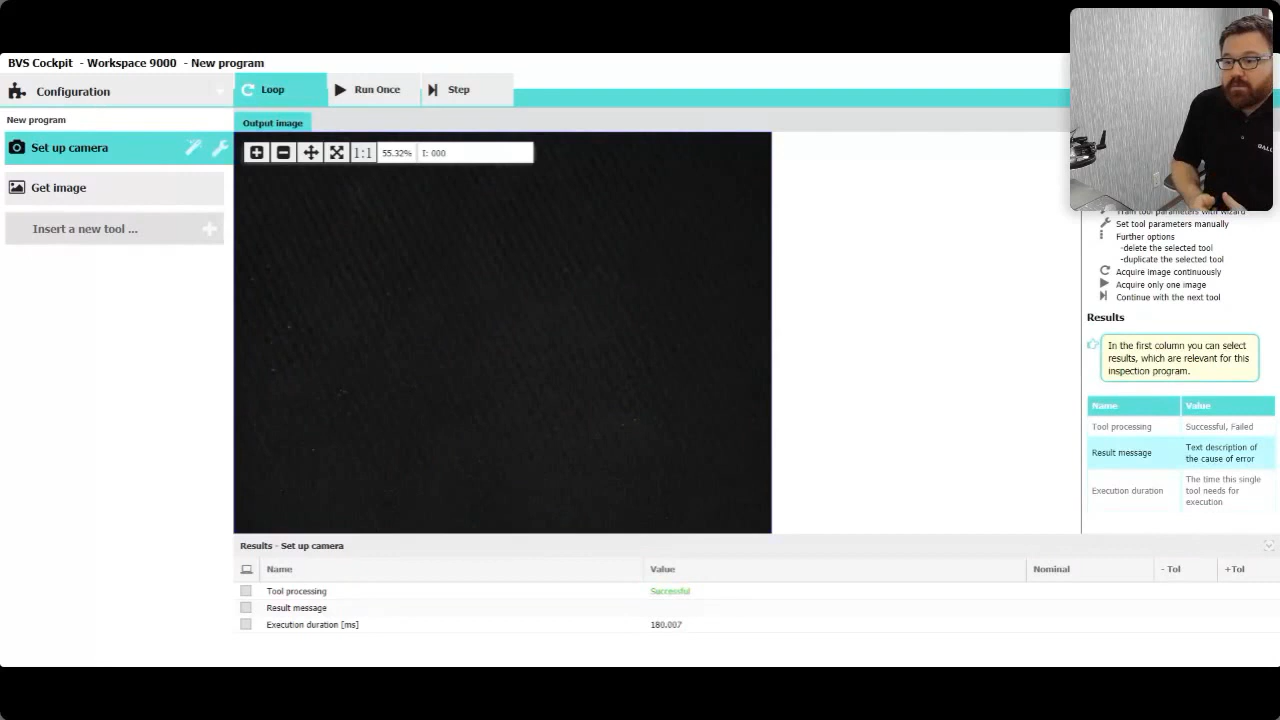 BVS Cockpit - Workspace 9000 - New program
Configuration
Loop
Run Once
Step
New program
Output image
Set up camera
1:1
55.32%
I: 000
Get image
Insert a new tool ...
Train tool parameters with wizard
Set tool parameters manually
Further options
-delete the selected tool
-duplicate the selected tool
Acquire image continuously
Acquire only one image
Continue with the next tool
Results
In the first column you can select
results, which are relevant for this
inspection program.
Name Value
Tool processing Successful, Failed
Result message Text description of
the cause of error
Execution duration The time this single
tool needs for
execution
Results - Set up camera
Name Value Nominal - Tol +Tol
Tool processing Successful
Result message
Execution duration [ms] 180.007